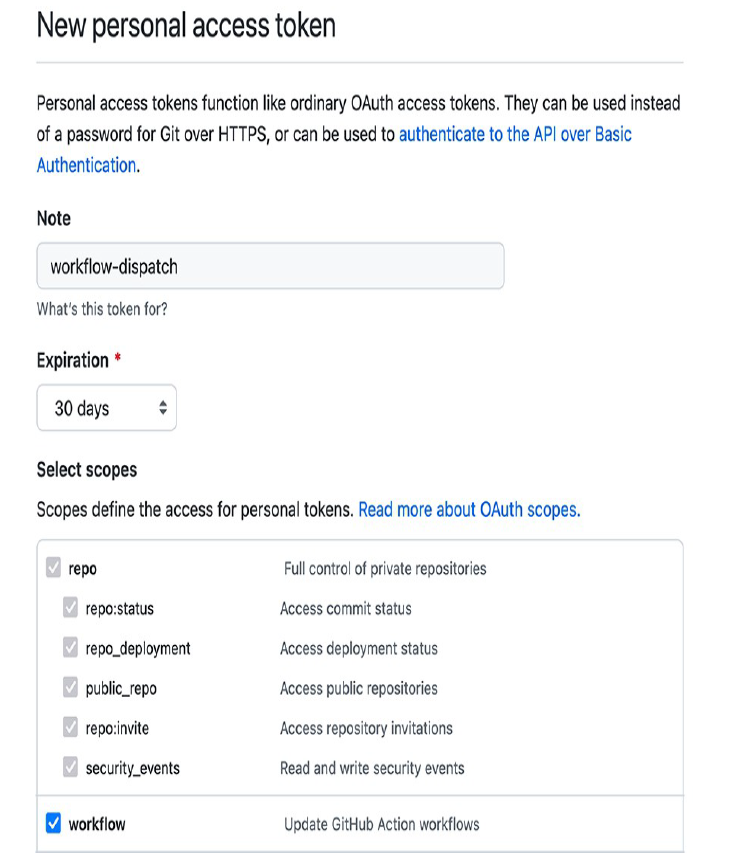 New personal access token
Personal access tokens function like ordinary OAuth access tokens. They can be used instead
of a password for Git over HTTPS, or can be used to authenticate to the API over Basic
Authentication.
Note
workflow-dispatch
What's this token for?
Expiration *
30 days
Select scopes
Scopes define the access for personal tokens. Read more about OAuth scopes.
repo Full control of private repositories
repo:status Access commit status
repo_deployment Access deployment status
public_repo Access public repositories
repo:invite Access repository invitations
security_events Read and write security events
workflow Update GitHub Action workflows